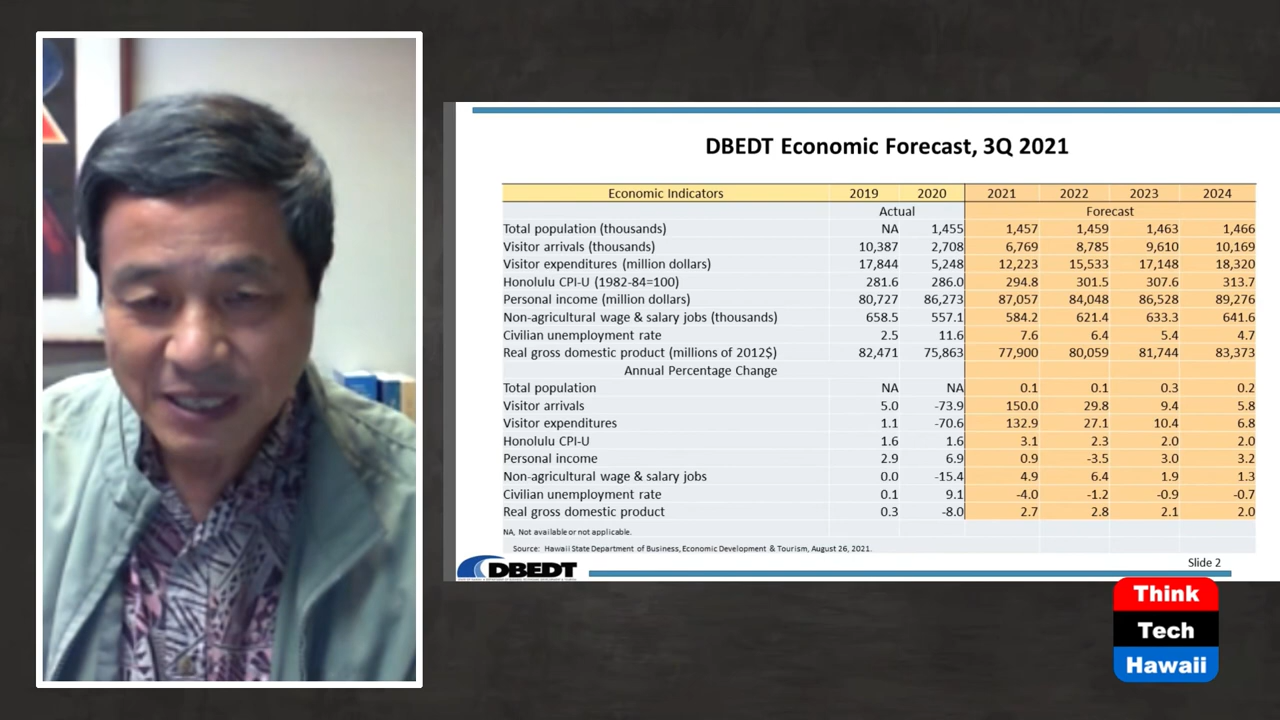 DBEDT Economic Forecast, 3Q 2021
Economic Indicators 2019 2020 2021 2022 2023 2024
Actual Forecast
Total population (thousands) NA 1,455 1,457 1,459 1,463 1,466
Visitor arrivals (thousands) 10,387 2,708 6,769 8,785 9,610 10,169
Visitor expenditures (million dollars) 17,844 5,248 12,223 15,533 17,148 18,320
Honolulu CPI-U (1982-84=100) 281.6 286.0 294.8 301.5 307.6 313.7
Personal income (million dollars) 80,727 86,273 87,057 84,048 86,528 89,276
Non-agricultural wage & salary jobs (thousands) 658.5 557.1 584.2 621.4 633.3 641.6
Civilian unemployment rate 2.5 11.6 7.6 6.4 5.4 4.7
Real gross domestic product (millions of 2012$) 82,471 75,863 77,900 80,059 81,744 83,373
Annual Percentage Change
Total population NA NA 0.1 0.1 0.3 0.2
Visitor arrivals 5.0 -73.9 150.0 29.8 9.4 5.8
Visitor expenditures 1.1 -70.6 132.9 27.1 10.4 6.8
Honolulu CPI-U 1.6 1.6 3.1 2.3 2.0 2.0
Personal income 2.9 6.9 0.9 -3.5 3.0 3.2
Non-agricultural wage & salary jobs 0.0 -15.4 4.9 6.4 1.9 1.3
Civilian unemployment rate 0.1 9.1 -4.0 -1.2 -0.9 -0.7
Real gross domestic product 0.3 -8.0 2.7 2.8 2.1 2.0
NA, Not available or not applicable.
Source: Hawaii State Department of Business, Economic Development & Tourism, August 26, 2021.
Slide 2
DBEDT
Think
Tech
Hawaii